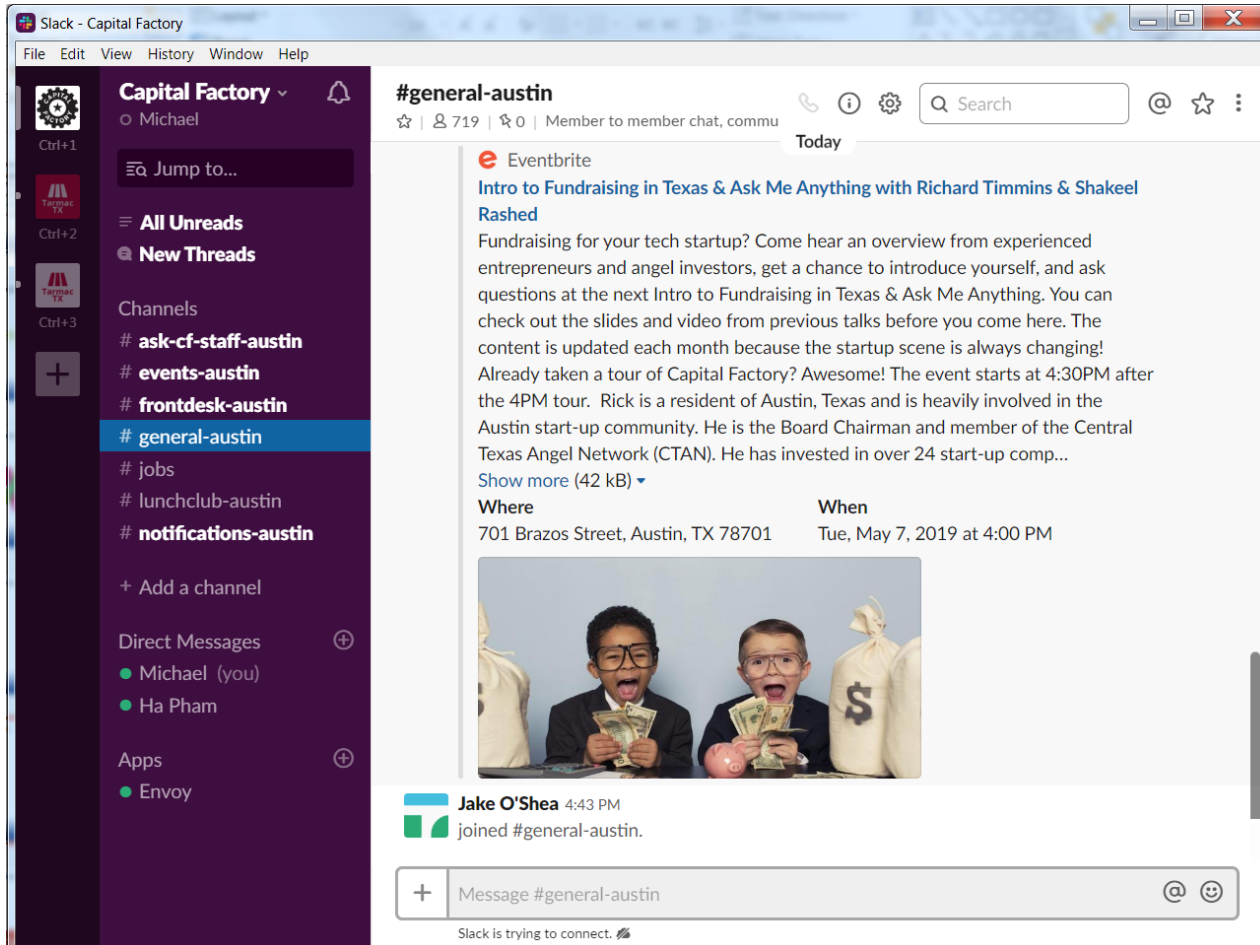 Slack - Capital Factory
File Edit View History Window Help
CAPITAL FACTORY
Ctrl+1
Tarmac TX
Ctrl+2
Tarmac TX
Ctrl+3
Capital Factory
Michael
Jump to...
All Unreads
New Threads
Channels
# ask-cf-staff-austin
# events-austin
# frontdesk-austin
# general-austin
# jobs
# lunchclub-austin
# notifications-austin
+ Add a channel
Direct Messages
Michael (you)
Ha Pham
Apps
Envoy
#general-austin
719 | 0 | Member to member chat, commu
Search
Today
Eventbrite
Intro to Fundraising in Texas & Ask Me Anything with Richard Timmins & Shakeel
Rashed
Fundraising for your tech startup? Come hear an overview from experienced
entrepreneurs and angel investors, get a chance to introduce yourself, and ask
questions at the next Intro to Fundraising in Texas & Ask Me Anything. You can
check out the slides and video from previous talks before you come here. The
content is updated each month because the startup scene is always changing!
Already taken a tour of Capital Factory? Awesome! The event starts at 4:30PM after
the 4PM tour.  Rick is a resident of Austin, Texas and is heavily involved in the
Austin start-up community. He is the Board Chairman and member of the Central
Texas Angel Network (CTAN). He has invested in over 24 start-up comp...
Show more (42 kB)
Where When
701 Brazos Street, Austin, TX 78701 Tue, May 7, 2019 at 4:00 PM
$ $
Jake O'Shea 4:43 PM
joined #general-austin.
Message #general-austin
Slack is trying to connect.